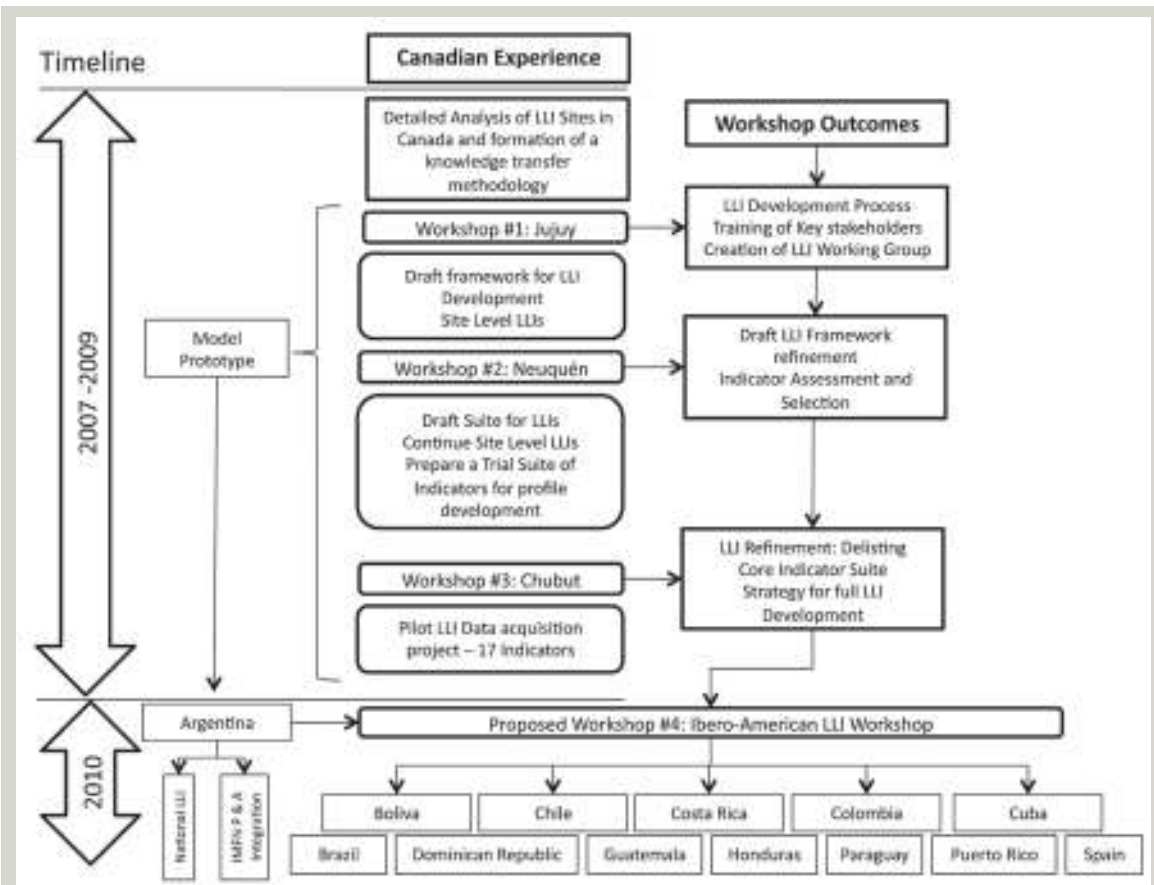 Timeline
Canadian Experience
Detailed Analysis of LLI Sites in
Canada and formation of a
knowledge transfer
methodology
Workshop Outcomes
Workshop #1: Jujuy
LLI Development Process
Training of Key stakeholders
Creation of LLI Working Group
Draft framework for LLI
Development
Site Level LLIs
2007 -2009
Model
Prototype
Workshop #2: Neuquén
Draft LLI Framework
refinement
Indicator Assessment and
Selection
Draft Suite for LLIs
Continue Site Level LLIs
Prepare a Trial Suite of
Indicators for profile
development
Workshop #3: Chubut
LLI Refinement: Delisting
Core Indicator Suite
Strategy for full LLI
Development
Pilot LLI Data acquisition
project – 17 Indicators
2010
Argentina
Proposed Workshop #4: Ibero-American LLI Workshop
National LLI
IMFN P & A
Integration
Boliva
Chile
Costa Rica
Colombia
Cuba
Brazil
Dominican Republic
Guatemala
Honduras
Paraguay
Puerto Rico
Spain